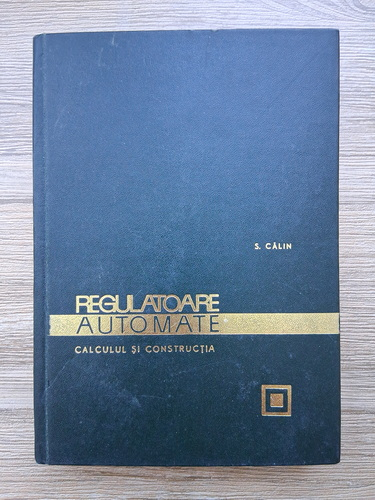 S. CĂLIN
REGULATOARE
AUTOMATE
CALCULUL ȘI CONSTRUCȚIA